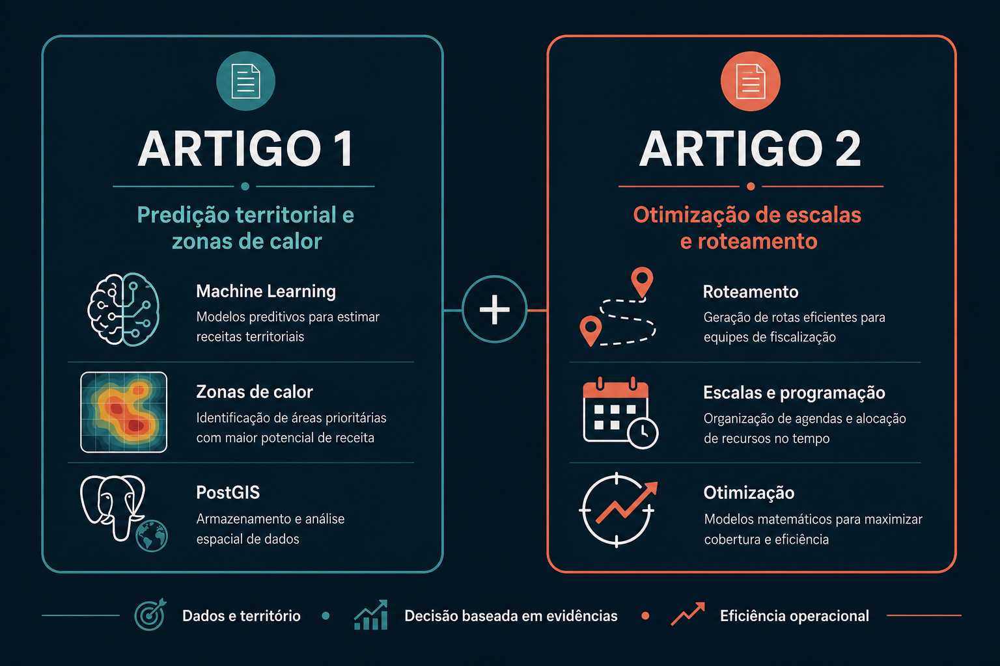 ARTIGO 1
Predição territorial e
zonas de calor
Machine Learning
Modelos preditivos para estimar
receitas territoriais
Zonas de calor
Identificação de áreas prioritárias
com maior potencial de receita
PostGIS
Armazenamento e análise
espacial de dados
+
ARTIGO 2
Otimização de escalas
e roteamento
Roteamento
Geração de rotas eficientes para
equipes de fiscalização
Escalas e programação
Organização de agendas e alocação
de recursos no tempo
Otimização
Modelos matemáticos para maximizar
cobertura e eficiência
Dados e território
Decisão baseada em evidências
Eficiência operacional